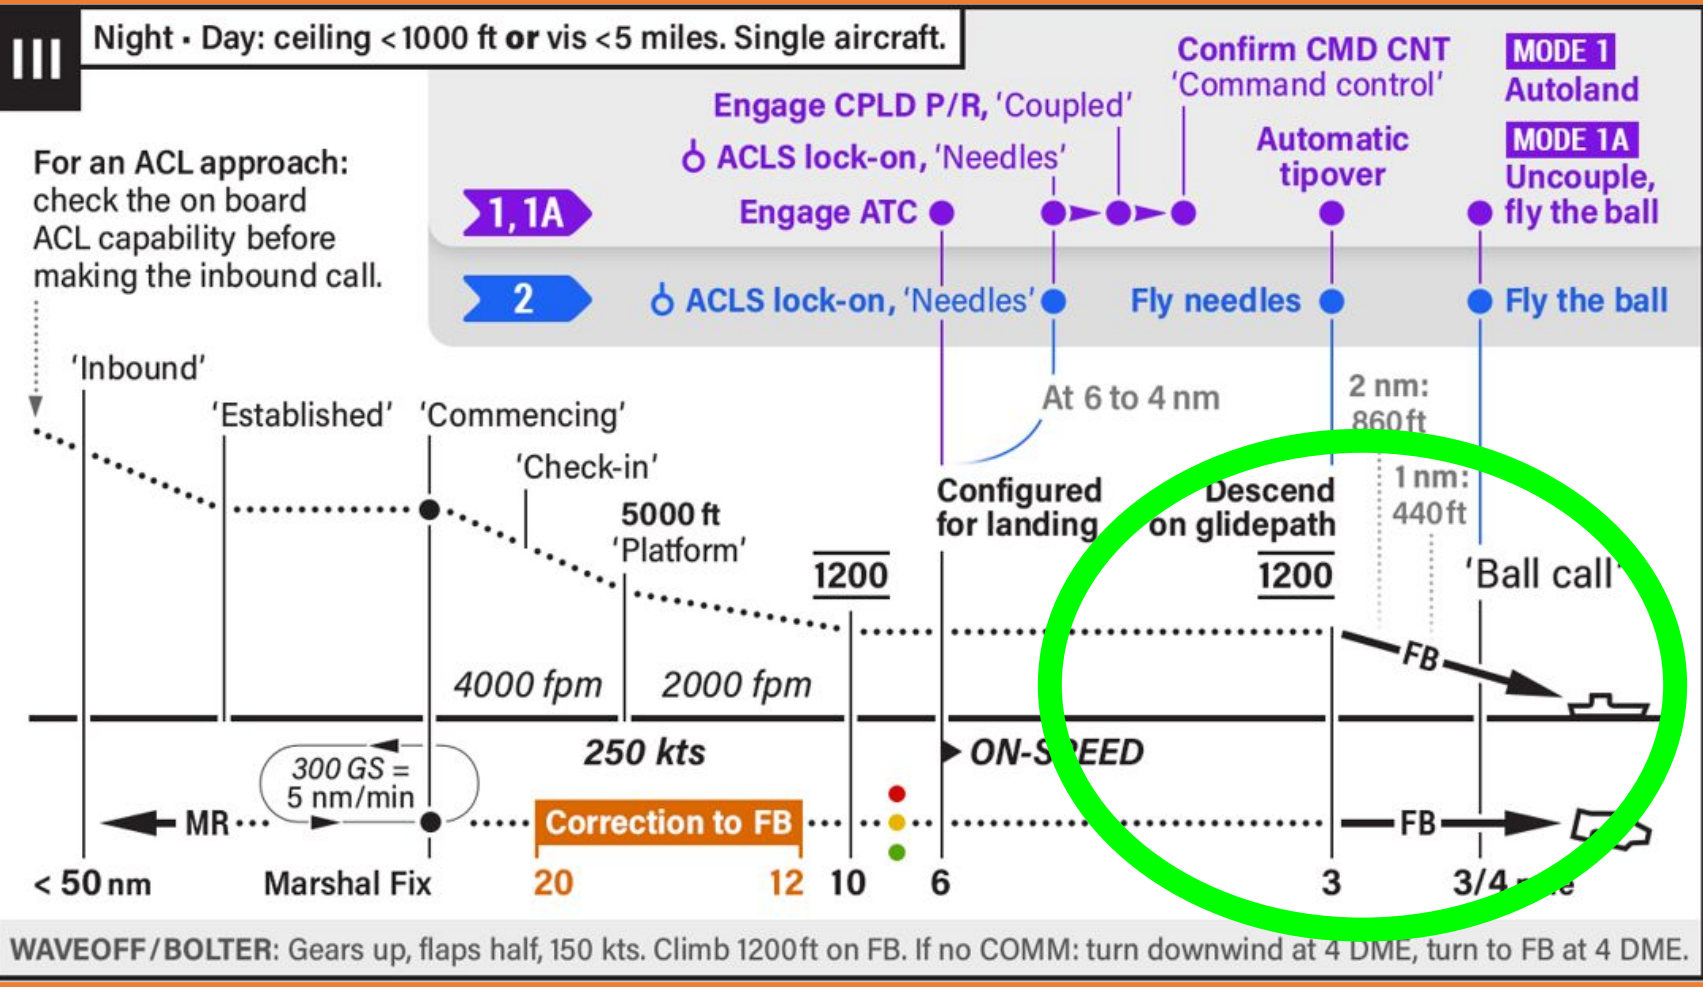 III
Night · Day: ceiling <1000 ft or vis <5 miles. Single aircraft.
For an ACL approach:
check the on board
ACL capability before
making the inbound call.
1, 1A
Engage ATC
ACLS lock-on, 'Needles'
Engage CPLD P/R, 'Coupled'
Confirm CMD CNT
'Command control'
Automatic
tipover
MODE 1
Autoland
MODE 1A
Uncouple,
fly the ball
2
ACLS lock-on, 'Needles'
Fly needles
Fly the ball
At 6 to 4 nm
'Inbound'
'Established'
'Commencing'
'Check-in'
5000 ft
'Platform'
1200
Configured
for landing
Descend
on glidepath
1200
2 nm:
860 ft
1 nm:
440 ft
'Ball call'
FB
4000 fpm
2000 fpm
250 kts
ON-SPEED
300 GS =
5 nm/min
MR
Correction to FB
FB
< 50 nm
Marshal Fix
20
12
10
6
3
3/4
WAVEOFF/BOLTER: Gears up, flaps half, 150 kts. Climb 1200ft on FB. If no COMM: turn downwind at 4 DME, turn to FB at 4 DME.